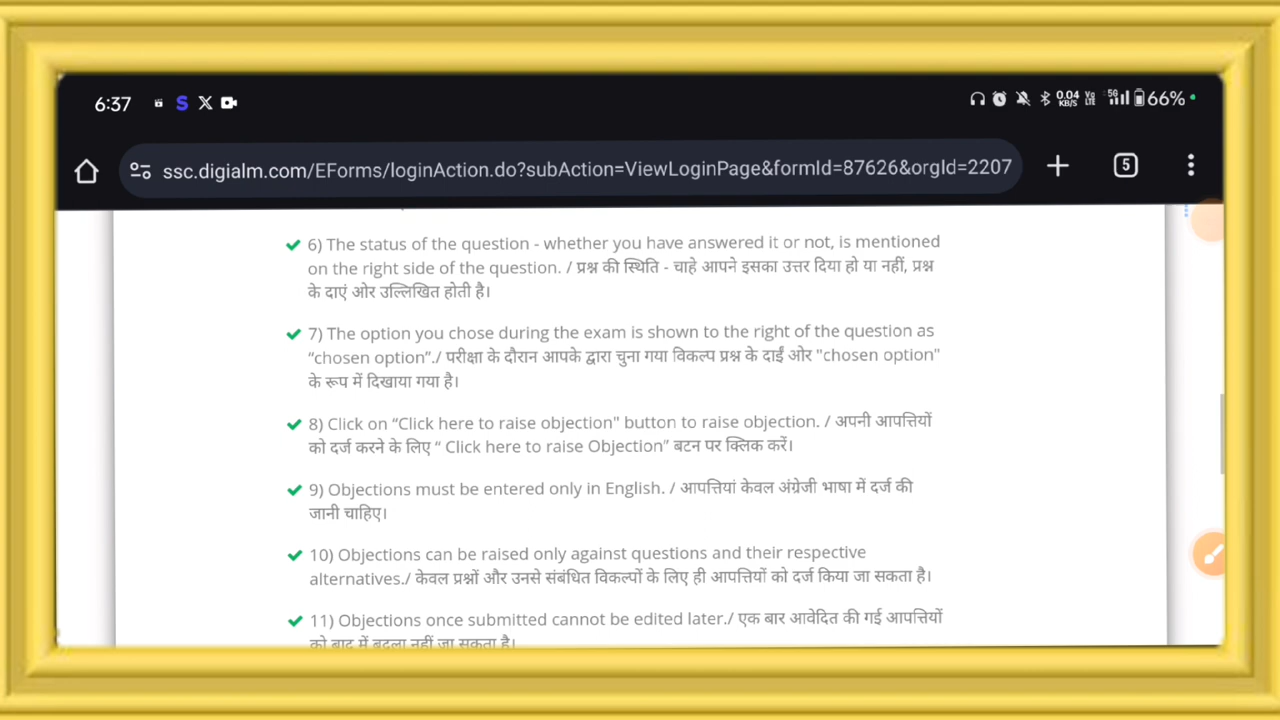 6:37 S X 0.04 KB/S Vo LTE 5G 66%
ssc.digialm.com/EForms/loginAction.do?subAction=ViewLoginPage&formId=87626&orgId=2207 5
6) The status of the question - whether you have answered it or not, is mentioned
on the right side of the question. / प्रश्न की स्थिति - चाहे आपने इसका उत्तर दिया हो या नहीं, प्रश्न
के दाएं ओर उल्लिखित होती है।
7) The option you chose during the exam is shown to the right of the question as
“chosen option”./ परीक्षा के दौरान आपके द्वारा चुना गया विकल्प प्रश्न के दाईं ओर "chosen option"
के रूप में दिखाया गया है।
8) Click on “Click here to raise objection" button to raise objection. / अपनी आपत्तियों
को दर्ज करने के लिए “ Click here to raise Objection” बटन पर क्लिक करें।
9) Objections must be entered only in English. / आपत्तियां केवल अंग्रेजी भाषा में दर्ज की
जानी चाहिए।
10) Objections can be raised only against questions and their respective
alternatives./ केवल प्रश्नों और उनसे संबंधित विकल्पों के लिए ही आपत्तियों को दर्ज किया जा सकता है।
11) Objections once submitted cannot be edited later./ एक बार आवेदित की गई आपत्तियों
को बाद में बदला नहीं जा सकता है।